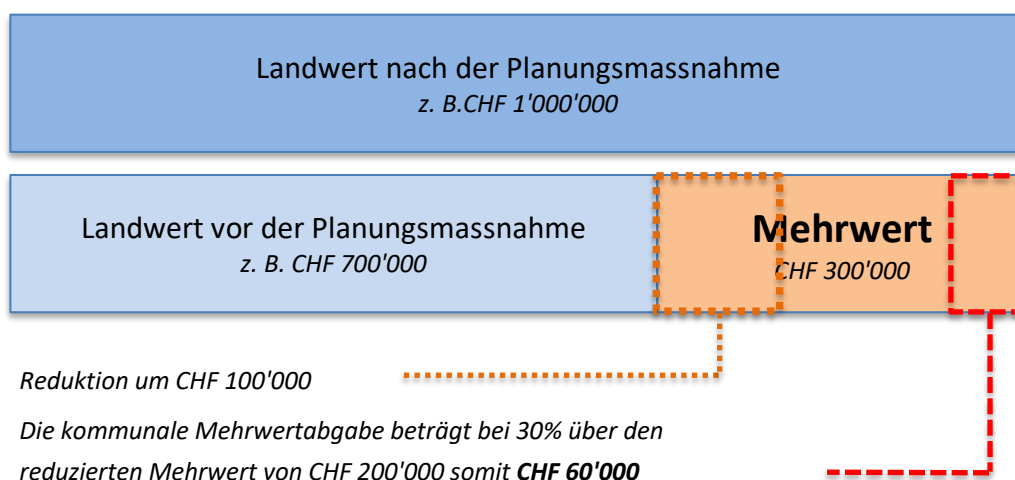 Landwert nach der Planungsmassnahme
z. B.CHF 1'000'000
Landwert vor der Planungsmassnahme
z. B. CHF 700'000
Mehrwert
CHF 300'000
Reduktion um CHF 100'000
Die kommunale Mehrwertabgabe beträgt bei 30% über den
reduzierten Mehrwert von CHF 200'000 somit CHF 60'000